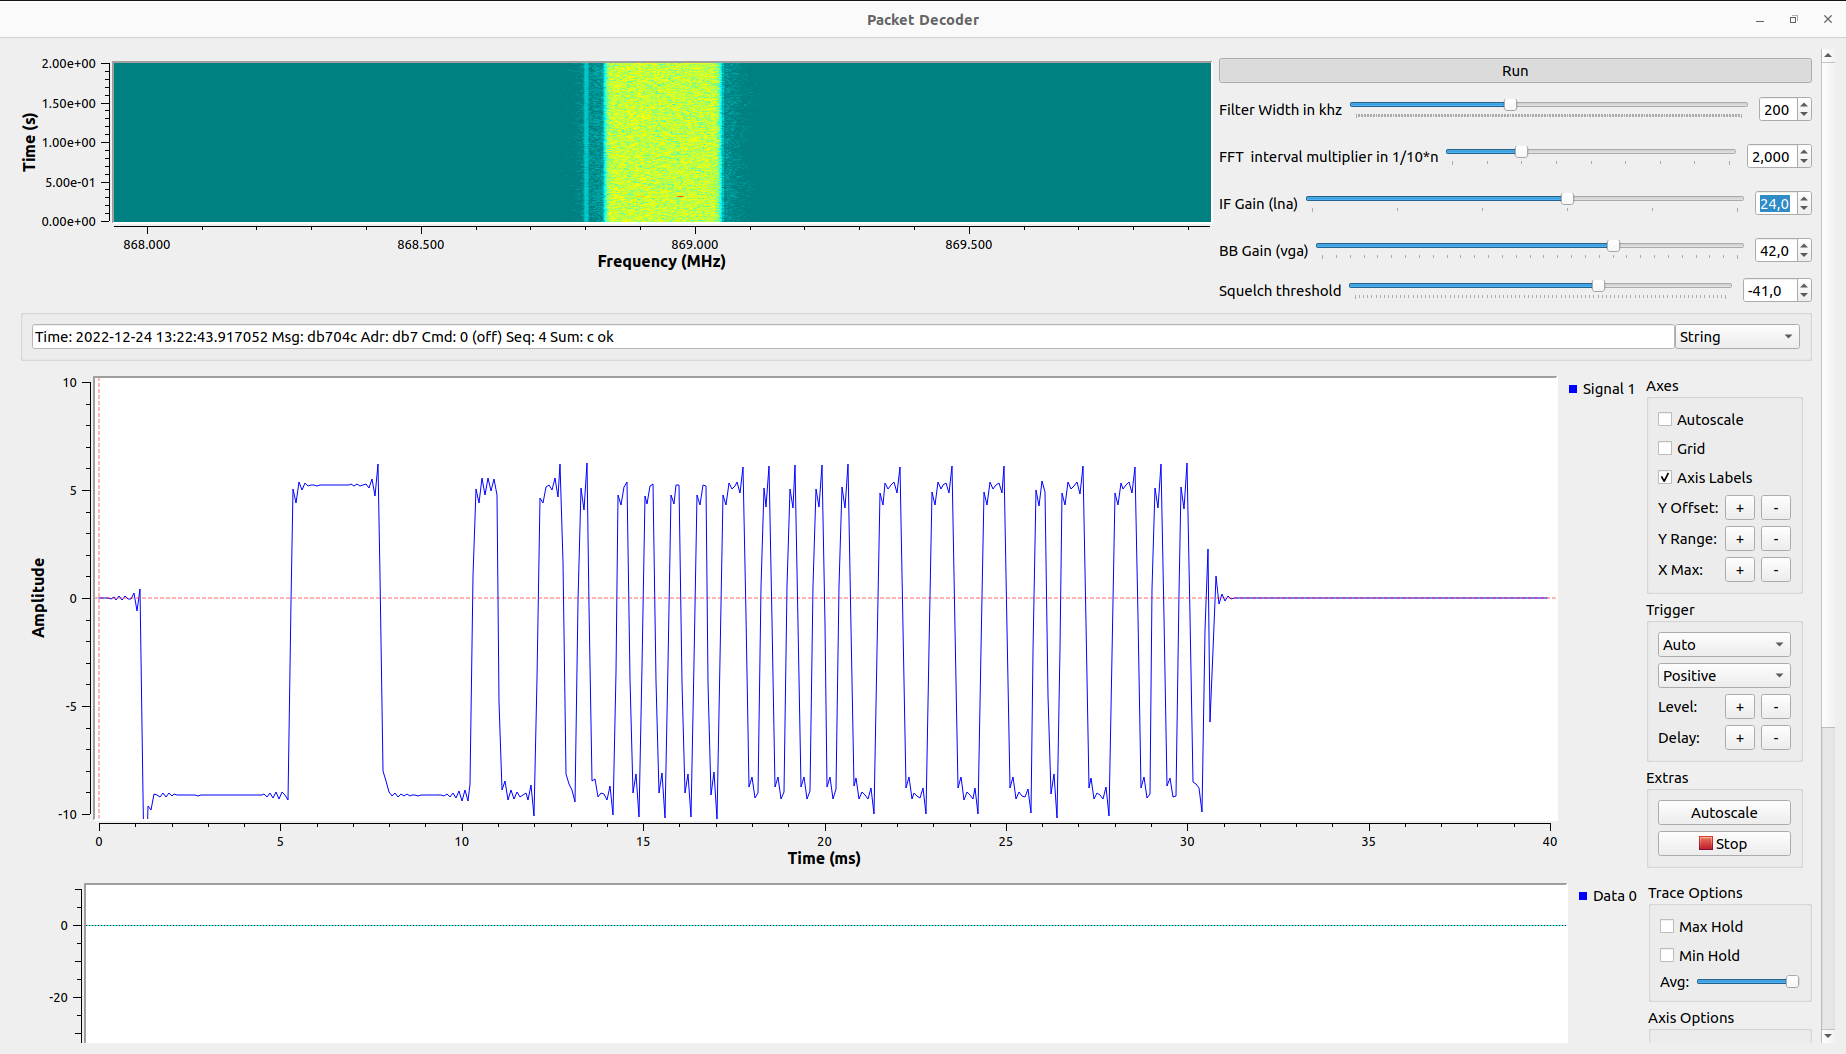 Packet Decoder
2.00e+00
1.50e+00
1.00e+00
5.00e-01
0.00e+00
Time (s)
868.000 868.500 869.000 869.500
Frequency (MHz)
Run
Filter Width in khz 200
FFT interval multiplier in 1/10*n 2,000
IF Gain (lna) 24,0
BB Gain (vga) 42,0
Squelch threshold -41,0
Time: 2022-12-24 13:22:43.917052 Msg: db704c Adr: db7 Cmd: 0 (off) Seq: 4 Sum: c ok String
10
5
0
-5
-10
Amplitude
0 5 10 15 20 25 30 35 40
Time (ms)
Signal 1
Axes
Autoscale
Grid
Axis Labels
Y Offset: + -
Y Range: + -
X Max: + -
Trigger
Auto
Positive
Level: + -
Delay: + -
Extras
Autoscale
Stop
0
-20
Data 0
Trace Options
Max Hold
Min Hold
Avg:
Axis Options